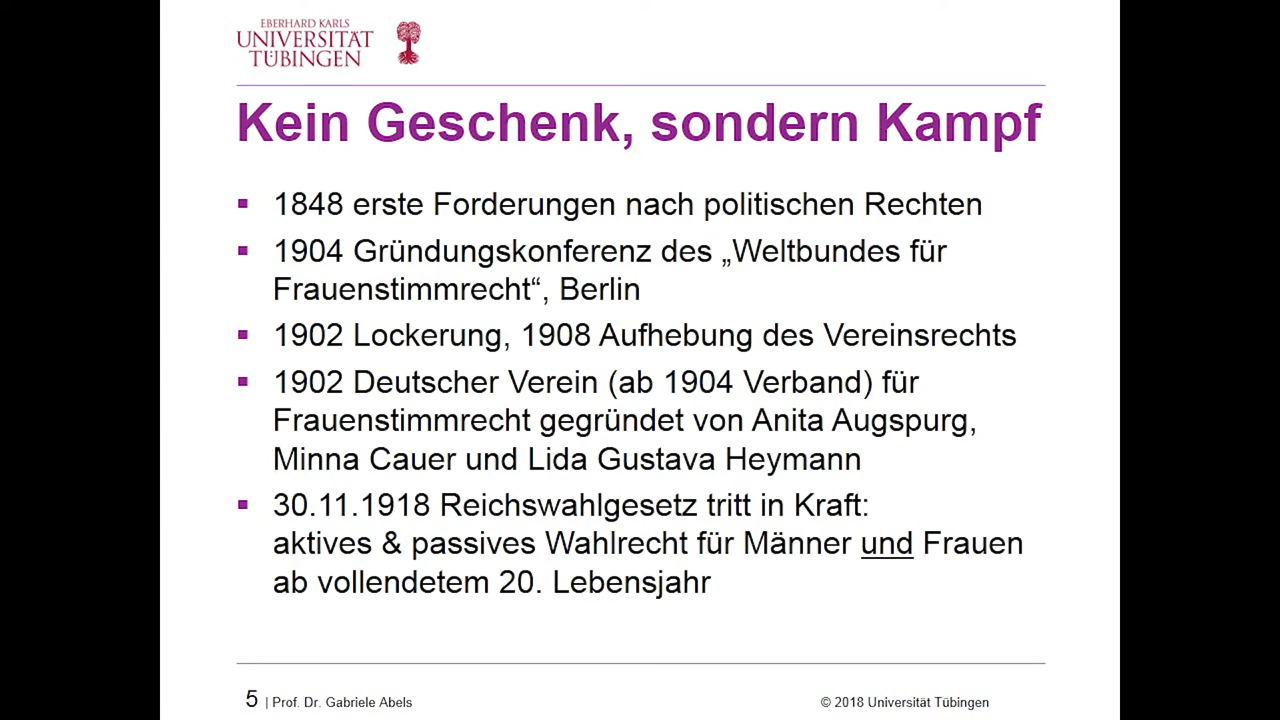 EBERHARD KARLS
UNIVERSITÄT
TÜBINGEN
Kein Geschenk, sondern Kampf
▪ 1848 erste Forderungen nach politischen Rechten
▪ 1904 Gründungskonferenz des „Weltbundes für
Frauenstimmrecht“, Berlin
▪ 1902 Lockerung, 1908 Aufhebung des Vereinsrechts
▪ 1902 Deutscher Verein (ab 1904 Verband) für
Frauenstimmrecht gegründet von Anita Augspurg,
Minna Cauer und Lida Gustava Heymann
▪ 30.11.1918 Reichswahlgesetz tritt in Kraft:
aktives & passives Wahlrecht für Männer und Frauen
ab vollendetem 20. Lebensjahr
5 | Prof. Dr. Gabriele Abels
© 2018 Universität Tübingen